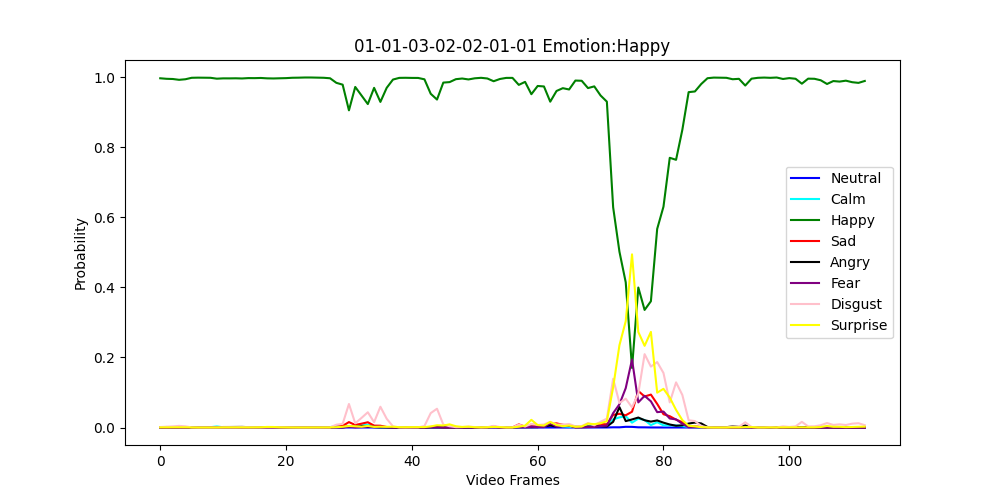 01-01-03-02-02-01-01 Emotion:Happy
Probability
1.0
0.8
0.6
0.4
0.2
0.0
0 20 40 60 80 100
Video Frames
Neutral
Calm
Happy
Sad
Angry
Fear
Disgust
Surprise